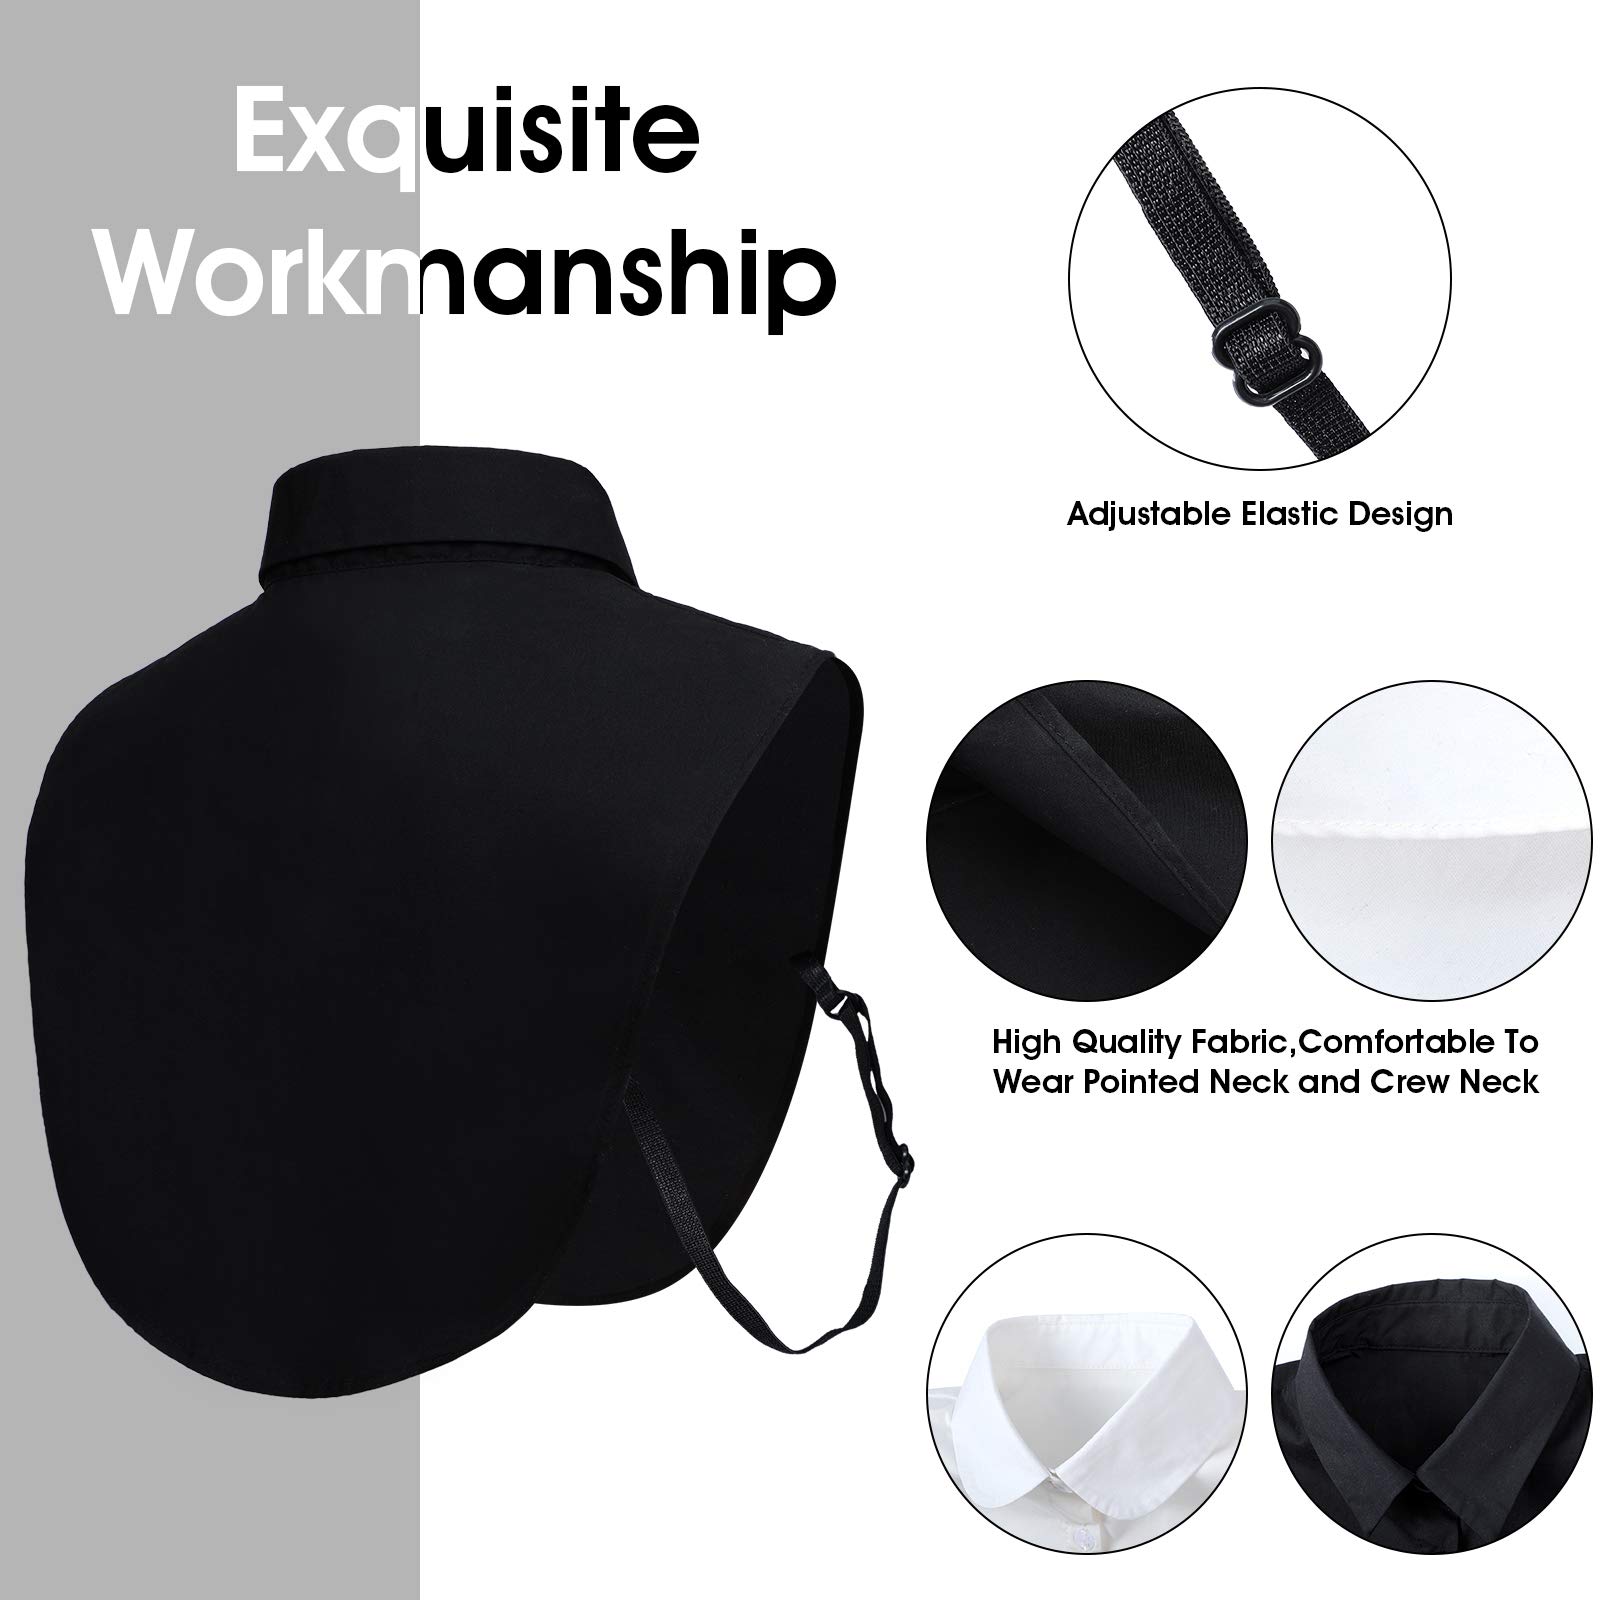 Exquisite
Workmanship
Adjustable Elastic Design
High Quality Fabric,Comfortable To
Wear Pointed Neck and Crew Neck